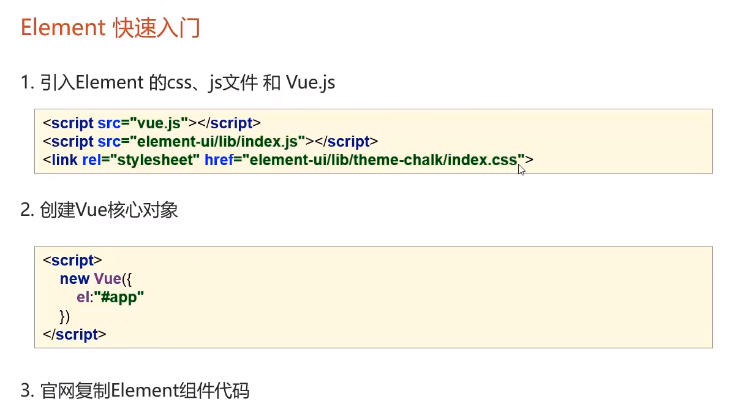 Element 快速入门
1. 引入Element 的css、js文件 和 Vue.js
<script src="vue.js"></script>
<script src="element-ui/lib/index.js"></script>
<link rel="stylesheet" href="element-ui/lib/theme-chalk/index.css">
2. 创建Vue核心对象
<script>
new Vue({
el:"#app"
})
</script>
3. 官网复制Element组件代码